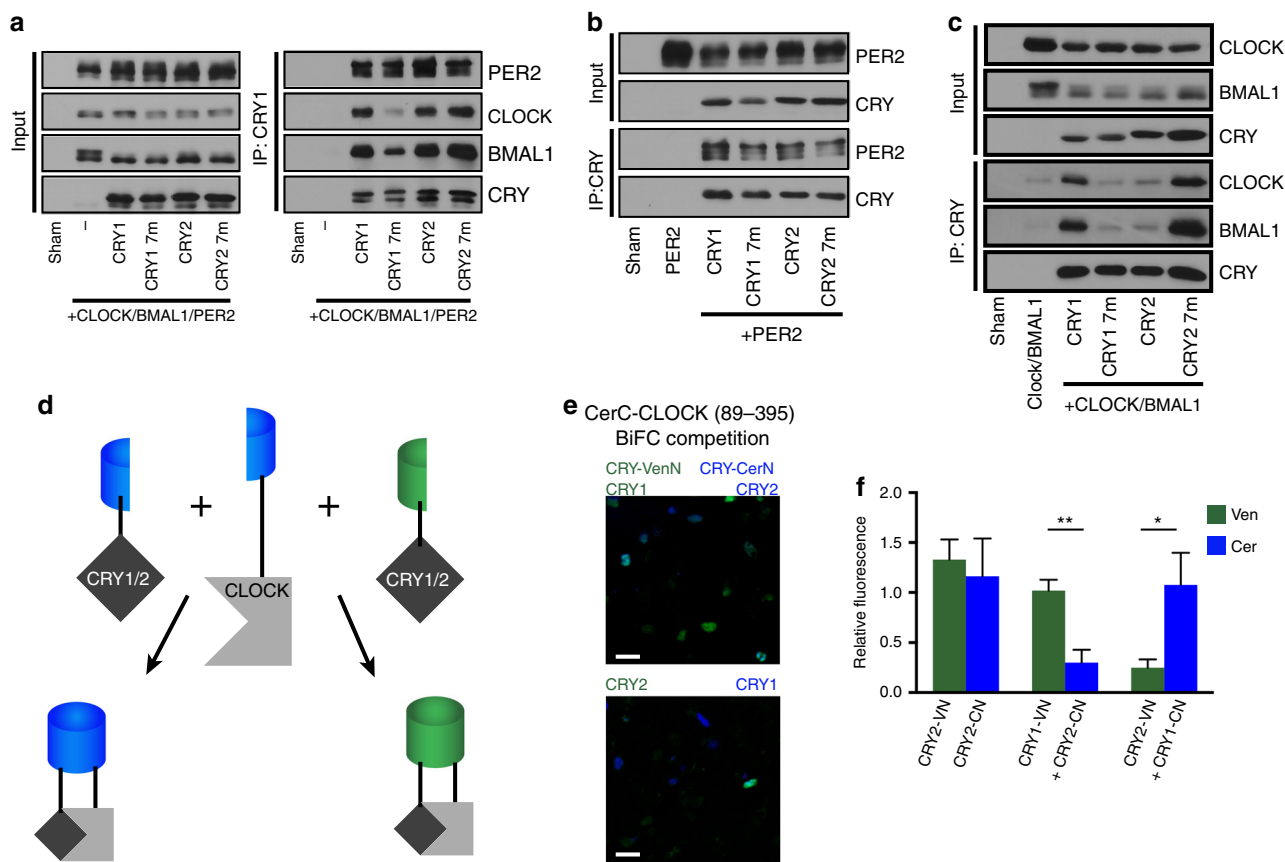 a
Input
IP: CRY1
PER2
CLOCK
BMAL1
CRY
Sham
–
CRY1
CRY1 7m
CRY2
CRY2 7m
+CLOCK/BMAL1/PER2
Sham
–
CRY1
CRY1 7m
CRY2
CRY2 7m
+CLOCK/BMAL1/PER2
b
Input
PER2
CRY
IP:CRY
PER2
CRY
Sham
PER2
CRY1
CRY1 7m
CRY2
CRY2 7m
+PER2
c
Input
CLOCK
BMAL1
CRY
IP: CRY
CLOCK
BMAL1
CRY
Sham
Clock/BMAL1
CRY1
CRY1 7m
CRY2
CRY2 7m
+CLOCK/BMAL1
d
+
+
CRY1/2
CLOCK
CRY1/2
e
CerC-CLOCK (89–395)
BiFC competition
CRY-VenN CRY-CerN
CRY1 CRY2
CRY2 CRY1
f
Relative fluorescence
2.0
1.5
1.0
0.5
0.0
**
*
Ven
Cer
CRY2-VN
CRY2-CN
CRY1-VN
+ CRY2-CN
CRY2-VN
+ CRY1-CN